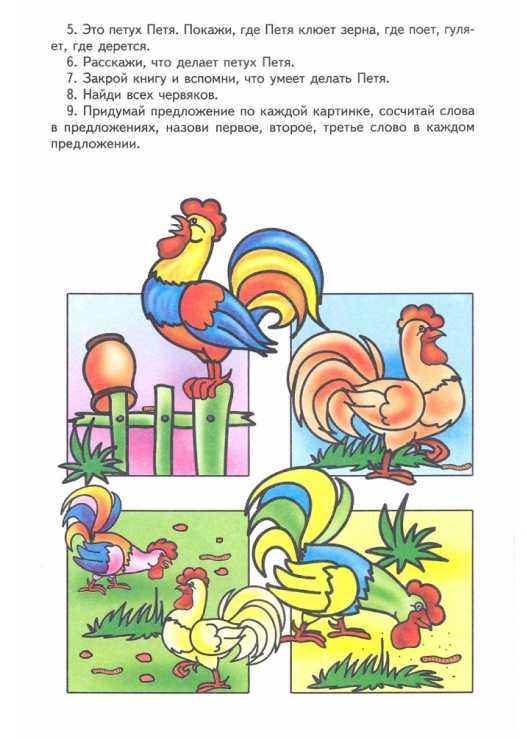 5. Это петух Петя. Покажи, где Петя клюет зерна, где поет, гуля-
ет, где дерется.
6. Расскажи, что делает петух Петя.
7. Закрой книгу и вспомни, что умеет делать Петя.
8. Найди всех червяков.
9. Придумай предложение по каждой картинке, сосчитай слова
в предложениях, назови первое, второе, третье слово в каждом
предложении.